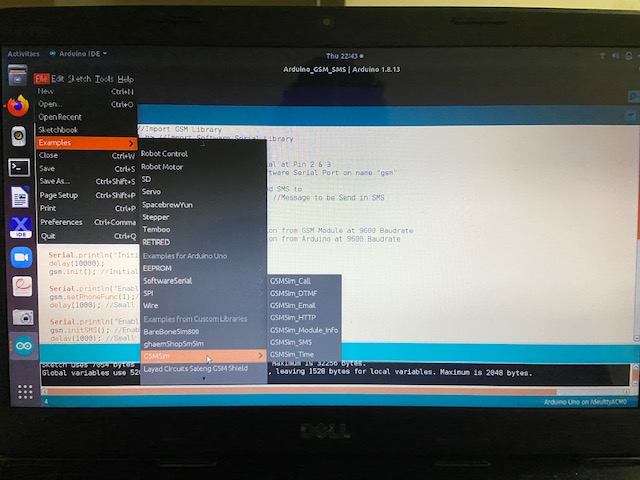 Activities
Arduino IDE
Thu 22:43
Arduino_GSM_SMS | Arduino 1.8.13
File Edit Sketch Tools Help
New Ctrl+N
Open... Ctrl+O
Open Recent
Sketchbook
Examples
Close Ctrl+W
Save Ctrl+S
Save As... Ctrl+Shift+S
Page Setup Ctrl+Shift+P
Print Ctrl+P
Preferences Ctrl+Comma
Quit Ctrl+Q
Robot Control
Robot Motor
SD
Servo
SpacebrewYun
Stepper
Temboo
RETIRED
Examples for Arduino Uno
EEPROM
SoftwareSerial
SPI
Wire
Examples from Custom Libraries
BareBoneSim800
ghaemShopSmSim
GSMSim
Layad Circuits Saleng GSM Shield
GSMSim_Call
GSMSim_DTMF
GSMSim_Email
GSMSim_HTTP
GSMSim_Module_Info
GSMSim_SMS
GSMSim_Time
//Import GSM Library
//Import Software Serial Library
at Pin 2 & 3
Serial Port on name 'gsm'
SMS to
//Message to be Send in SMS
from GSM Module at 9600 Baudrate
from Arduino at 9600 Baudrate
Serial.println("Initi
delay(10000);
gsm.init(); //Initi
Serial.println("Enabl
gsm.setPhoneFunc(1);
delay(1000); //Small
Serial.println("Enabl
gsm.initSMS(); //Enab
delay(1000); //Small
Sketch uses 7054 bytes Maximum is 32256 bytes.
Global variables use 52 , leaving 1528 bytes for local variables. Maximum is 2048 bytes.
4
Arduino Uno on /dev/ttyACM0
IDE
DELL